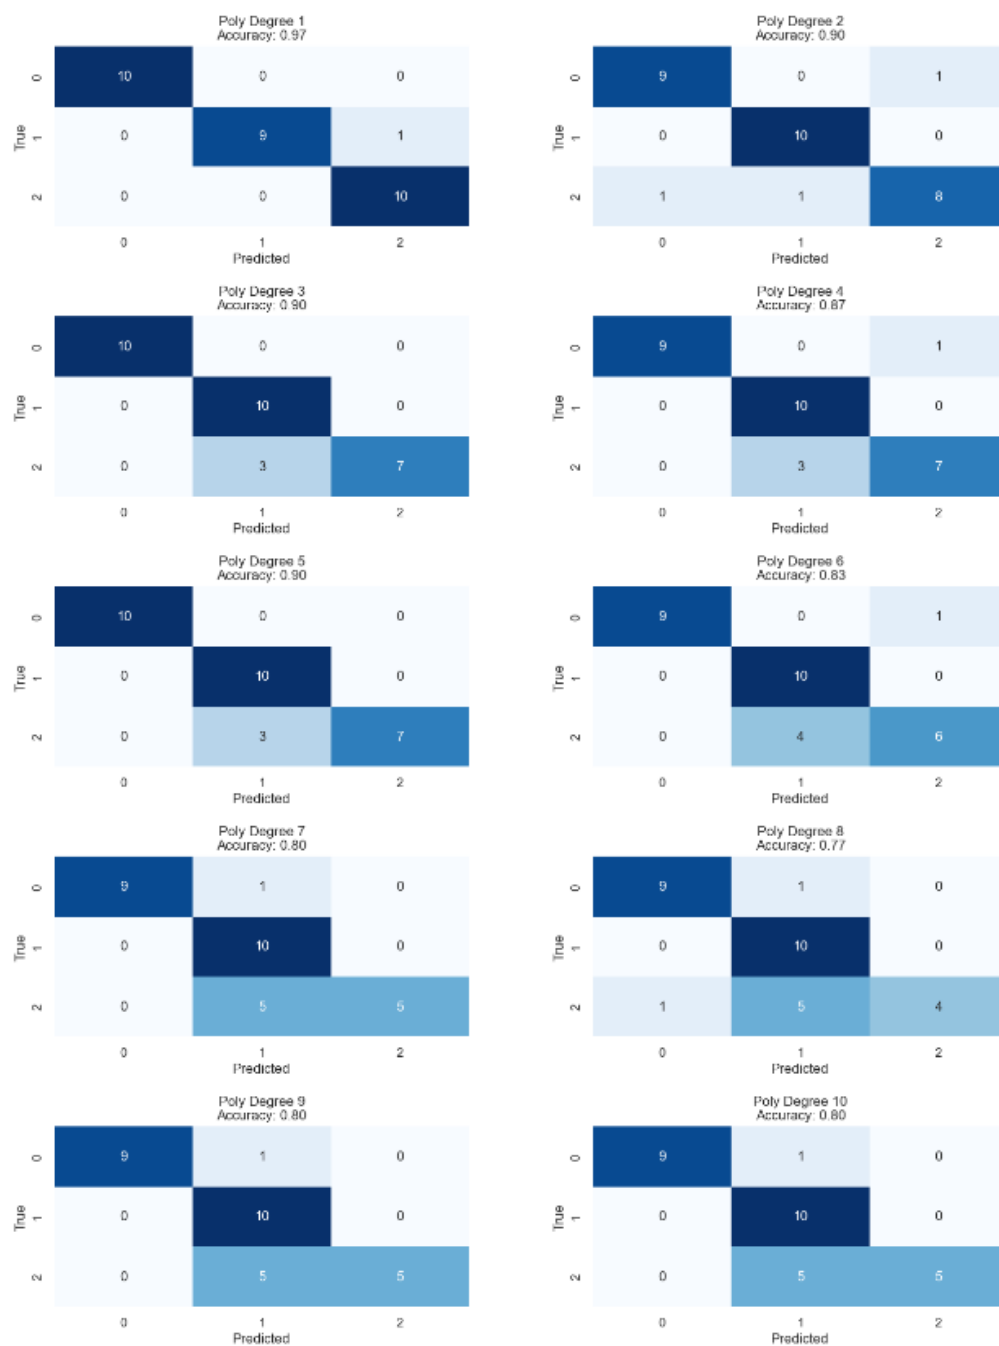 Poly Degree 1
Accuracy: 0.97
0 10 0 0
True 1 0 9 1
2 0 0 10
0 1 2
Predicted
Poly Degree 2
Accuracy: 0.90
0 9 0 1
True 1 0 10 0
2 1 1 8
0 1 2
Predicted
Poly Degree 3
Accuracy: 0.90
0 10 0 0
True 1 0 10 0
2 0 3 7
0 1 2
Predicted
Poly Degree 4
Accuracy: 0.87
0 9 0 1
True 1 0 10 0
2 0 3 7
0 1 2
Predicted
Poly Degree 5
Accuracy: 0.90
0 10 0 0
True 1 0 10 0
2 0 3 7
0 1 2
Predicted
Poly Degree 6
Accuracy: 0.83
0 9 0 1
True 1 0 10 0
2 0 4 6
0 1 2
Predicted
Poly Degree 7
Accuracy: 0.80
0 9 1 0
True 1 0 10 0
2 0 5 5
0 1 2
Predicted
Poly Degree 8
Accuracy: 0.77
0 9 1 0
True 1 0 10 0
2 1 5 4
0 1 2
Predicted
Poly Degree 9
Accuracy: 0.80
0 9 1 0
True 1 0 10 0
2 0 5 5
0 1 2
Predicted
Poly Degree 10
Accuracy: 0.80
0 9 1 0
True 1 0 10 0
2 0 5 5
0 1 2
Predicted